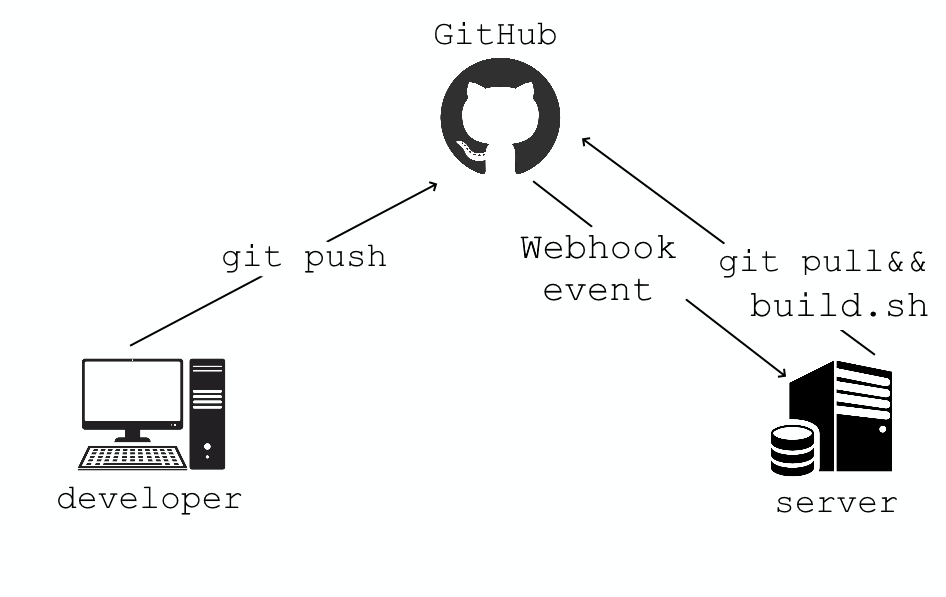 GitHub
git push
Webhook
event
git pull&&
build.sh
developer
server